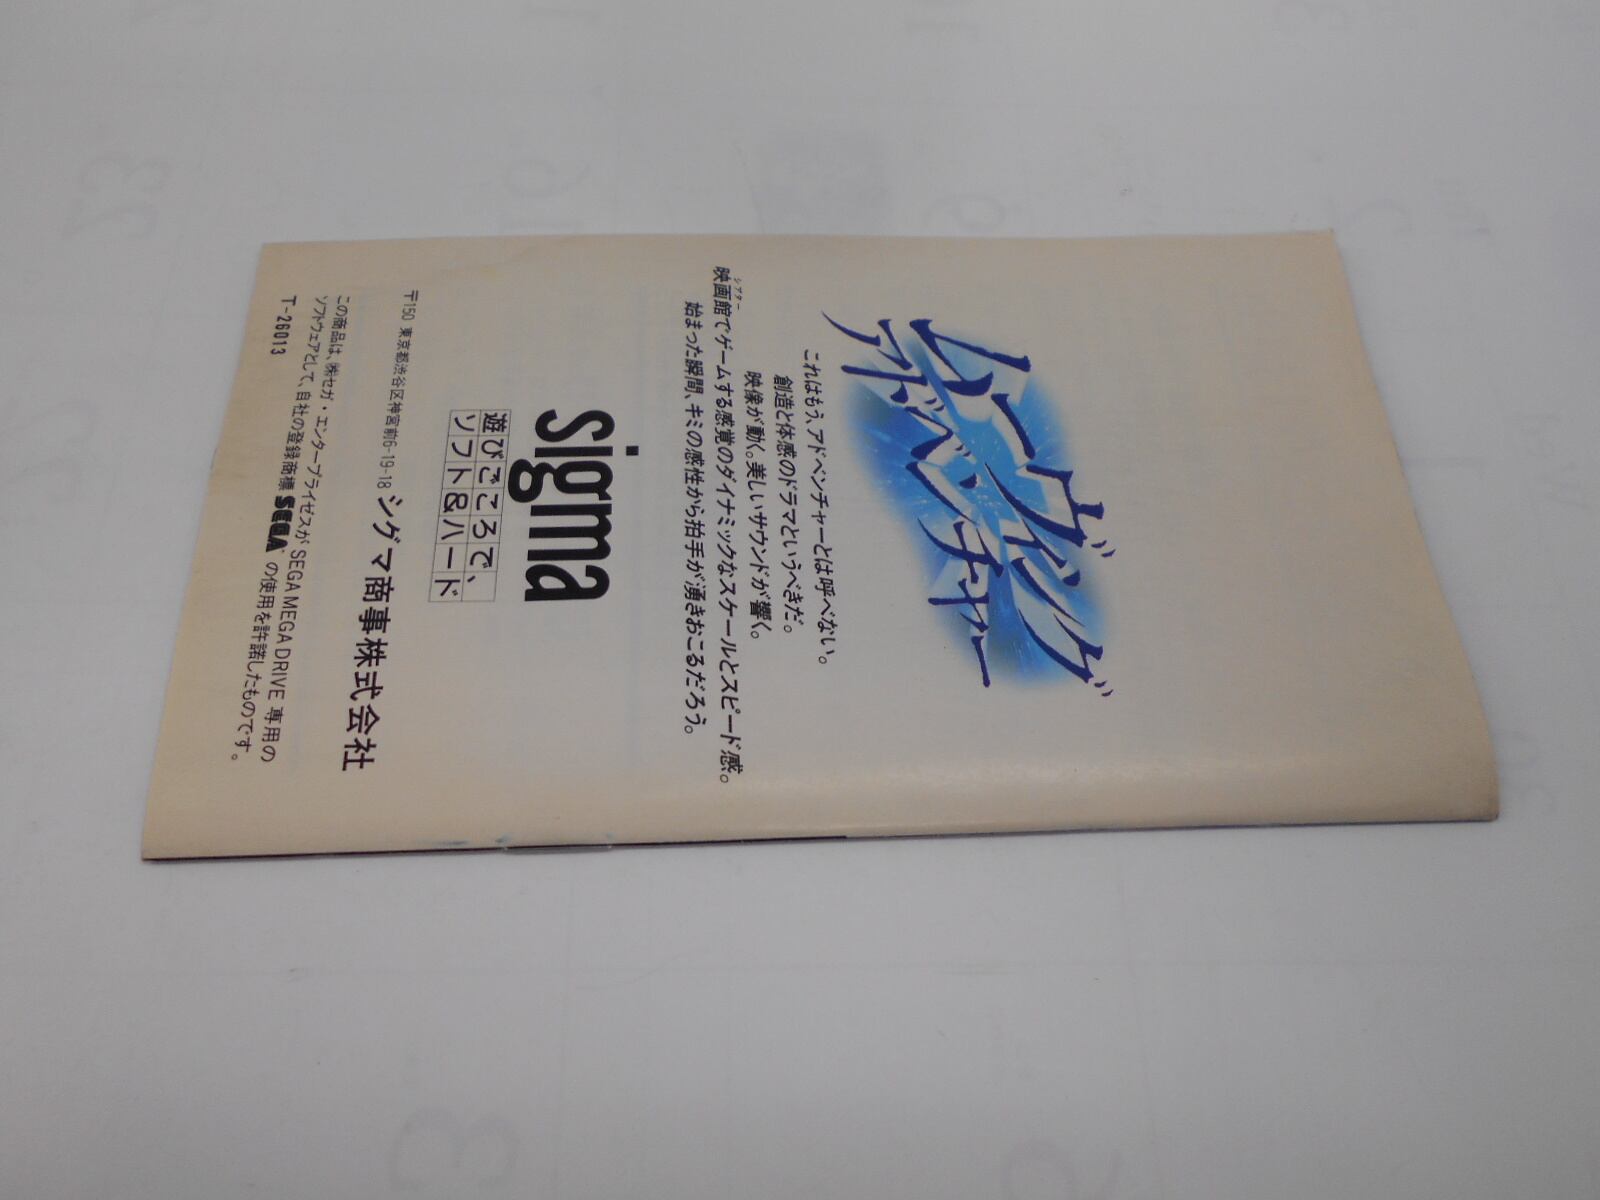 ムーヴィング
アドベンチャー
これはもう、アドベンチャーとは呼べない。
創造と体感のドラマというべきだ。
映像が動く。美しいサウンドが響く。
シアター
映画館でゲームする感覚のダイナミックなスケールとスピード感。
始まった瞬間、キミの感性から拍手が湧きおこるだろう。
sigma
遊びごころで、
ソフト&ハード
〒150 東京都渋谷区神宮前6-19-18 シグマ商事株式会社
この商品は、㈱セガ・エンタープライゼスがSEGA MEGA DRIVE 専用の
ソフトウェアとして、自社の登録商標 SEGA の使用を許諾したものです。
T-26013
23
16
9
3